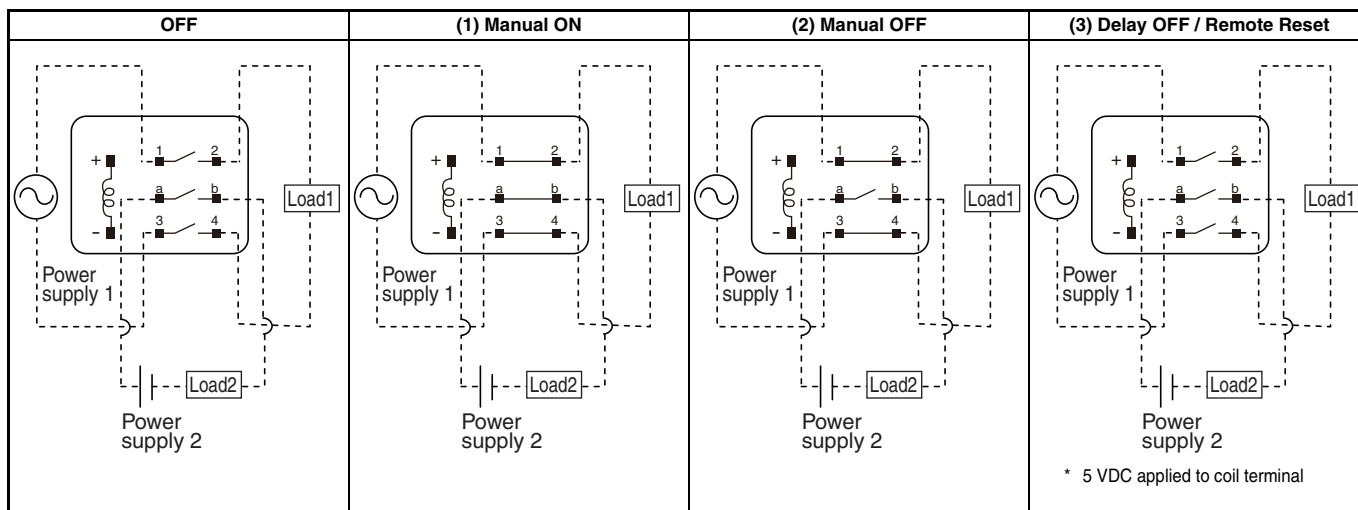 OFF
(1) Manual ON
(2) Manual OFF
(3) Delay OFF / Remote Reset
1 2
+
a b
Load1
3 4
-
Power
supply 1
Load2
Power
supply 2
1 2
+
a b
Load1
3 4
-
Power
supply 1
Load2
Power
supply 2
1 2
+
a b
Load1
3 4
-
Power
supply 1
Load2
Power
supply 2
1 2
+
a b
Load1
3 4
-
Power
supply 1
Load2
Power
supply 2
* 5 VDC applied to coil terminal